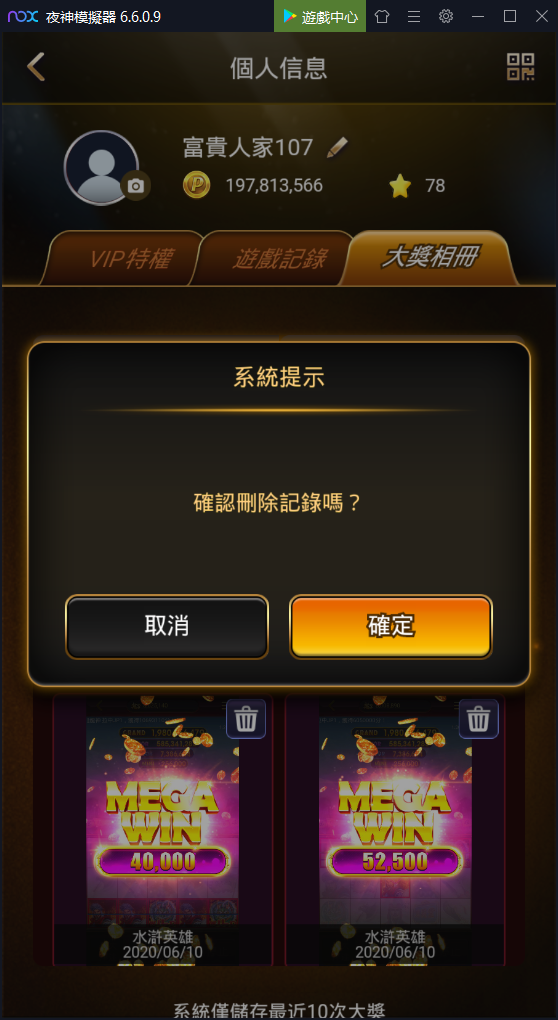 nox 夜神模擬器 6.6.0.9 遊戲中心
個人信息
富貴人家107
197,813,566 78
VIP特權 遊戲記錄 大獎相冊
系統提示
確認刪除記錄嗎？
取消 確定
MEGA WIN MEGA WIN
40,000 52,500
水滸英雄 水滸英雄
2020/06/10 2020/06/10
系統僅儲存最近10次大獎